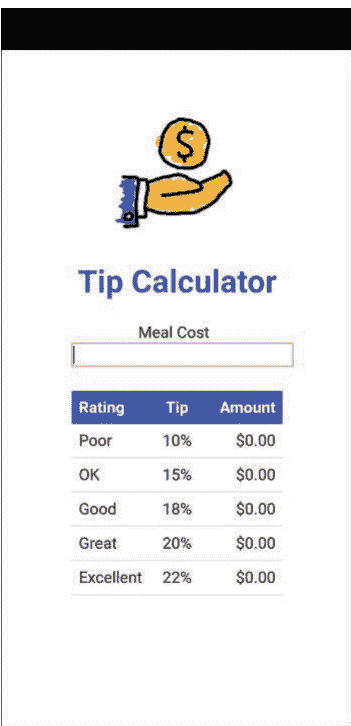 $
Tip Calculator
Meal Cost
Rating Tip Amount
Poor 10% $0.00
OK 15% $0.00
Good 18% $0.00
Great 20% $0.00
Excellent 22% $0.00